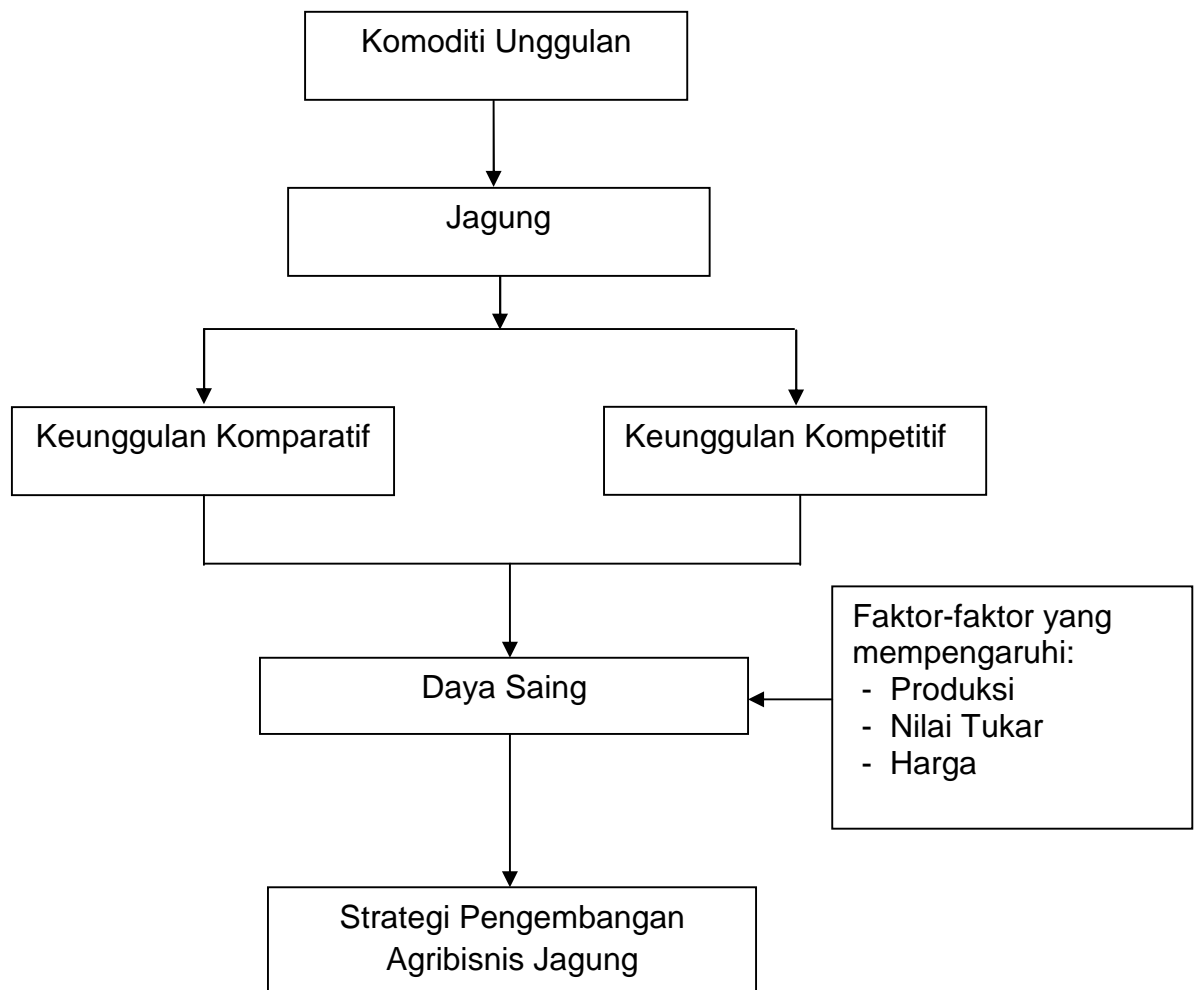 Komoditi Unggulan
Jagung
Keunggulan Komparatif
Keunggulan Kompetitif
Faktor-faktor yang
mempengaruhi:
- Produksi
- Nilai Tukar
- Harga
Daya Saing
Strategi Pengembangan
Agribisnis Jagung